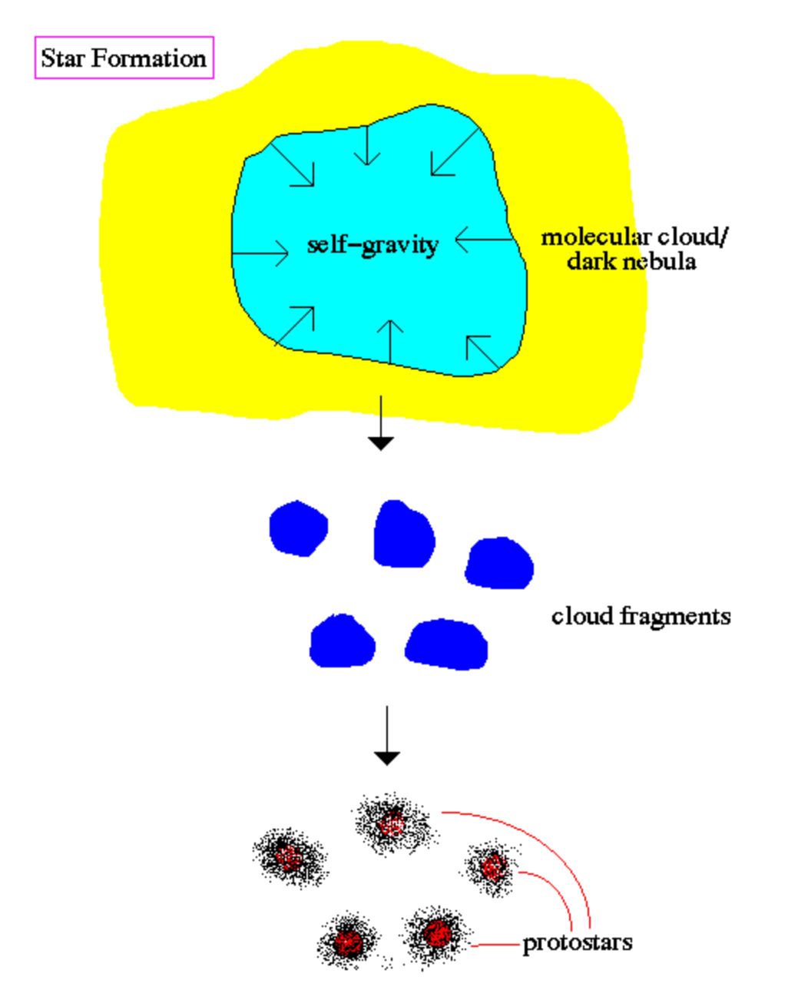 Star Formation
self-gravity
molecular cloud/
dark nebula
cloud fragments
protostars